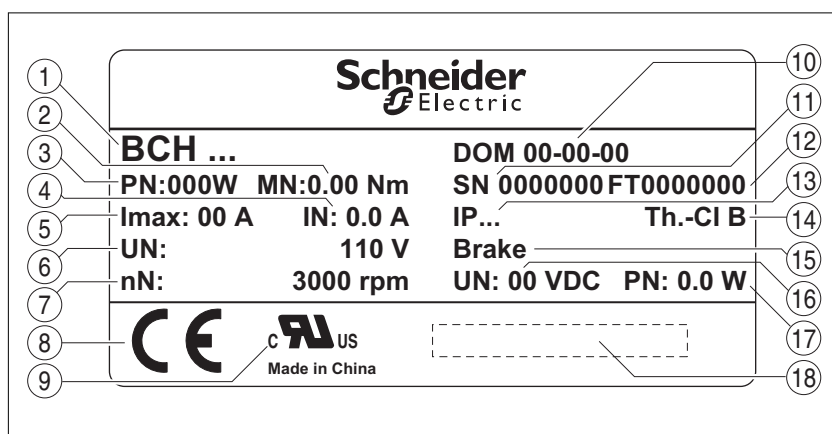 Schneider
Electric
1
2
3
4
5
6
7
8
9
BCH ...
PN:000W MN:0.00 Nm
Imax: 00 A IN: 0.0 A
UN: 110 V
nN: 3000 rpm
DOM 00-00-00
SN 0000000 FT0000000
IP... Th.-Cl B
Brake
UN: 00 VDC PN: 0.0 W
CE
C RU US
Made in China
10
11
12
13
14
15
16
17
18